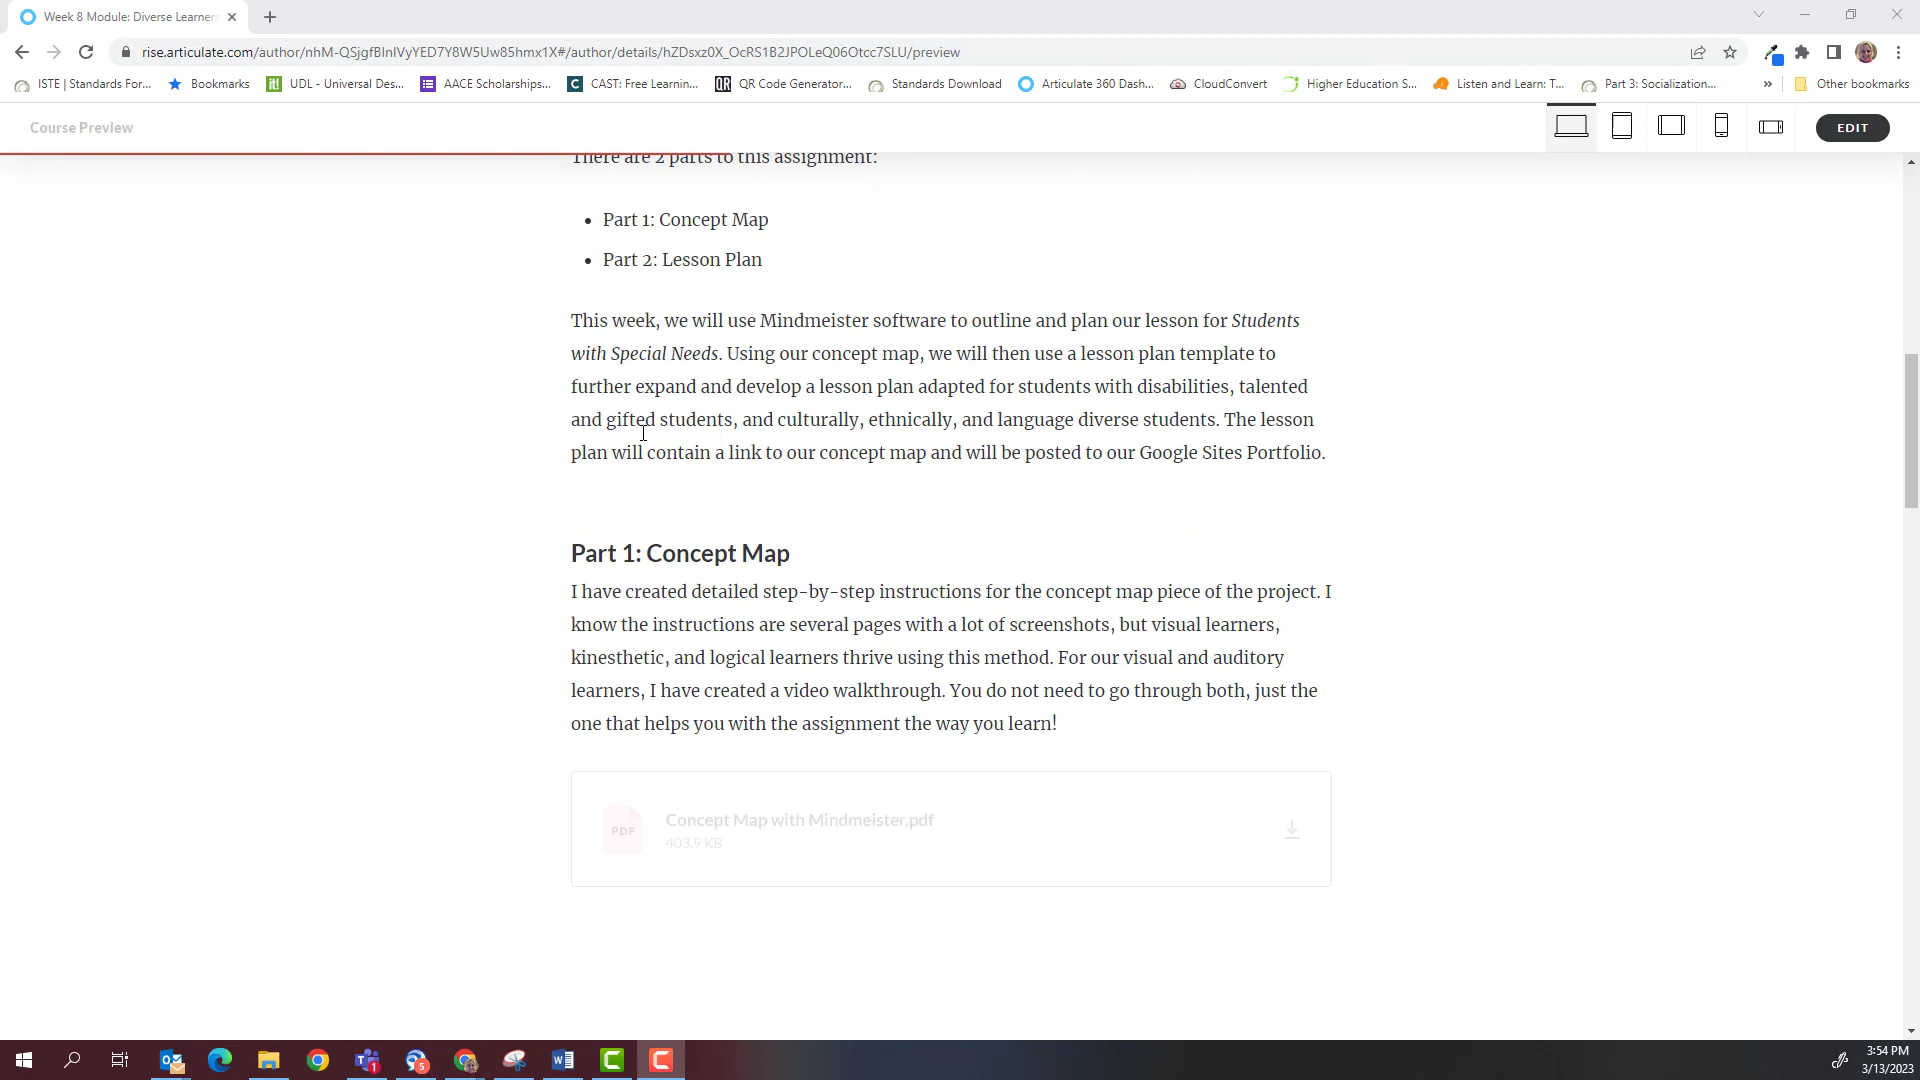 Week 8 Module: Diverse Learners
rise.articulate.com/author/nhM-QSjgfBlnlVyYED7Y8W5Uw85hmx1X#/author/details/hZDsxz0X_OcRS1B2JPOLeQ06Otcc7SLU/preview
ISTE | Standards For... Bookmarks UDL - Universal Des... AACE Scholarships... CAST: Free Learnin... QR Code Generator... Standards Download Articulate 360 Dash... CloudConvert Higher Education S... Listen and Learn: T... Part 3: Socialization... » Other bookmarks
Course Preview EDIT
There are 2 parts to this assignment:
• Part 1: Concept Map
• Part 2: Lesson Plan
This week, we will use Mindmeister software to outline and plan our lesson for Students
with Special Needs. Using our concept map, we will then use a lesson plan template to
further expand and develop a lesson plan adapted for students with disabilities, talented
and gifted students, and culturally, ethnically, and language diverse students. The lesson
plan will contain a link to our concept map and will be posted to our Google Sites Portfolio.
Part 1: Concept Map
I have created detailed step-by-step instructions for the concept map piece of the project. I
know the instructions are several pages with a lot of screenshots, but visual learners,
kinesthetic, and logical learners thrive using this method. For our visual and auditory
learners, I have created a video walkthrough. You do not need to go through both, just the
one that helps you with the assignment the way you learn!
PDF
Concept Map with Mindmeister.pdf
403.9 KB
3:54 PM
3/13/2023